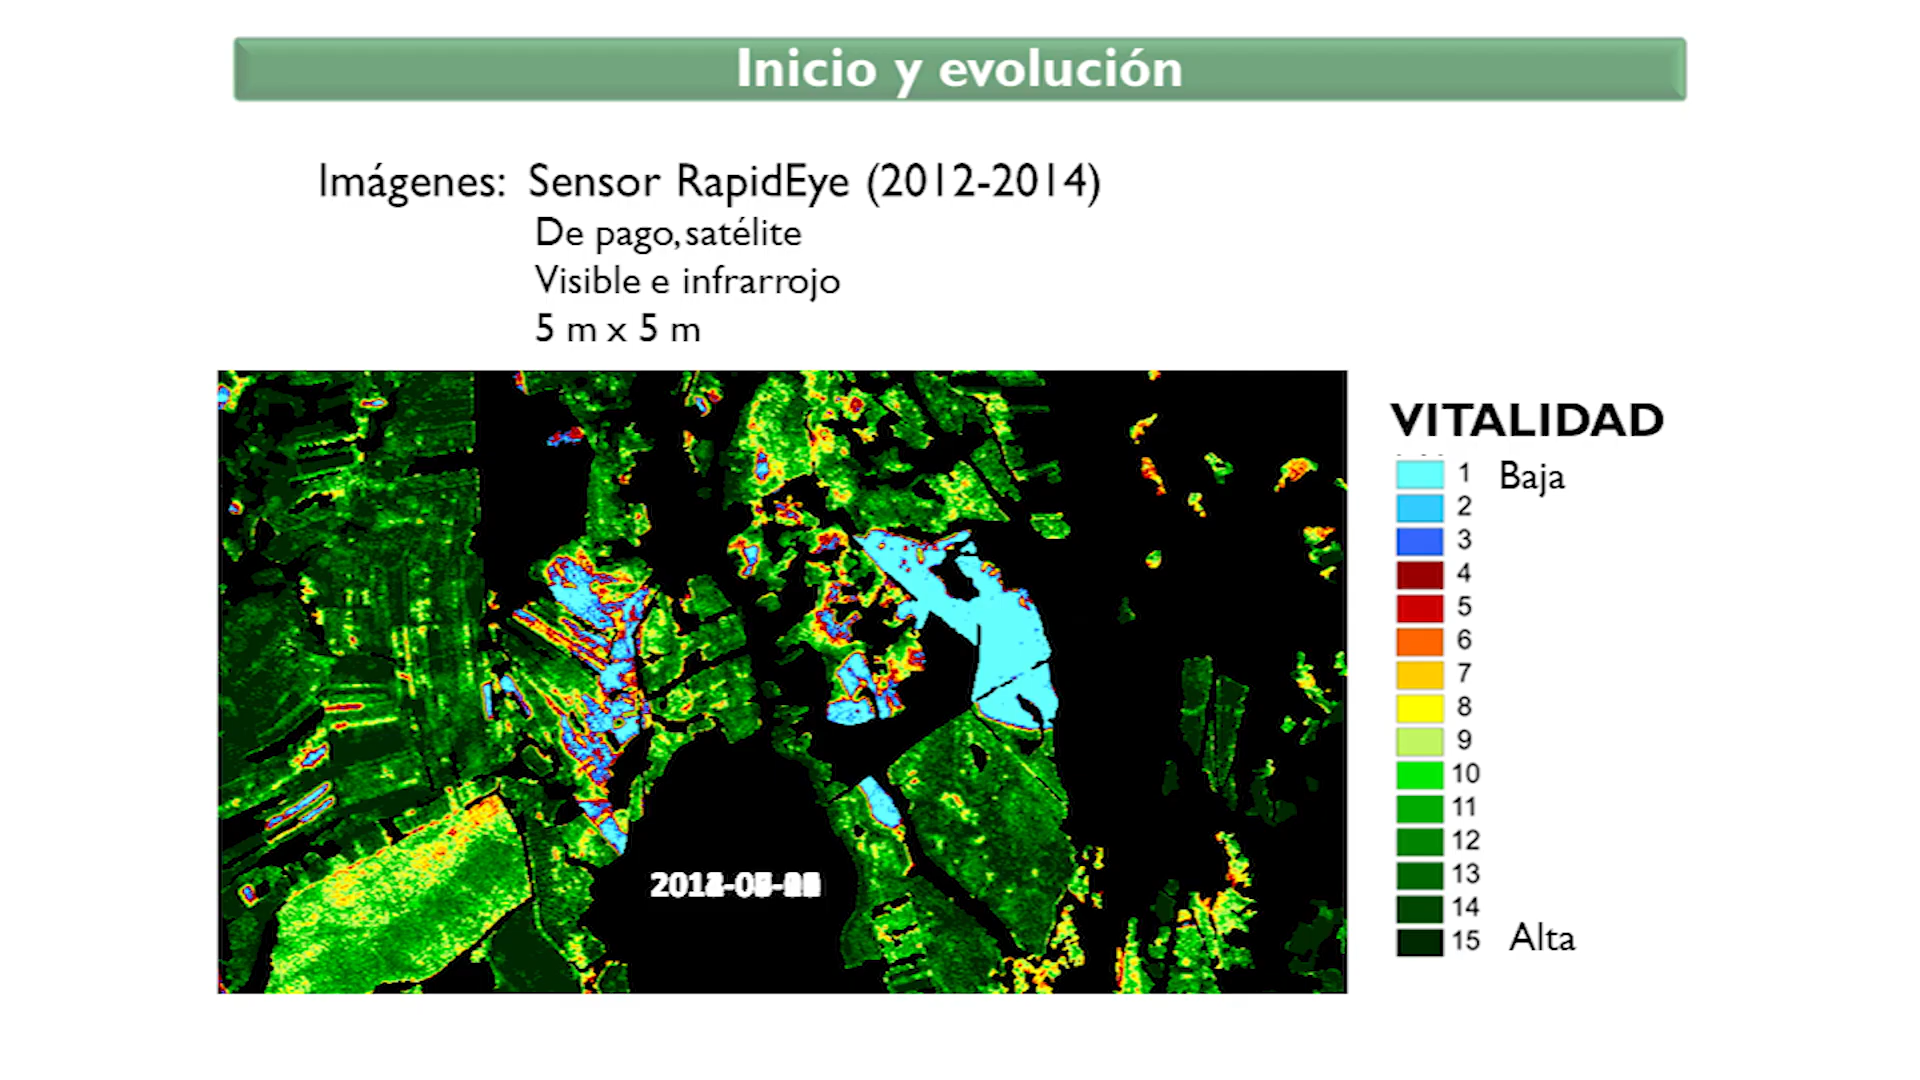 Inicio y evolución
Imágenes: Sensor RapidEye (2012-2014)
De pago, satélite
Visible e infrarrojo
5 m x 5 m
VITALIDAD
1 Baja
2
3
4
5
6
7
8
9
10
11
12
13
14
15 Alta